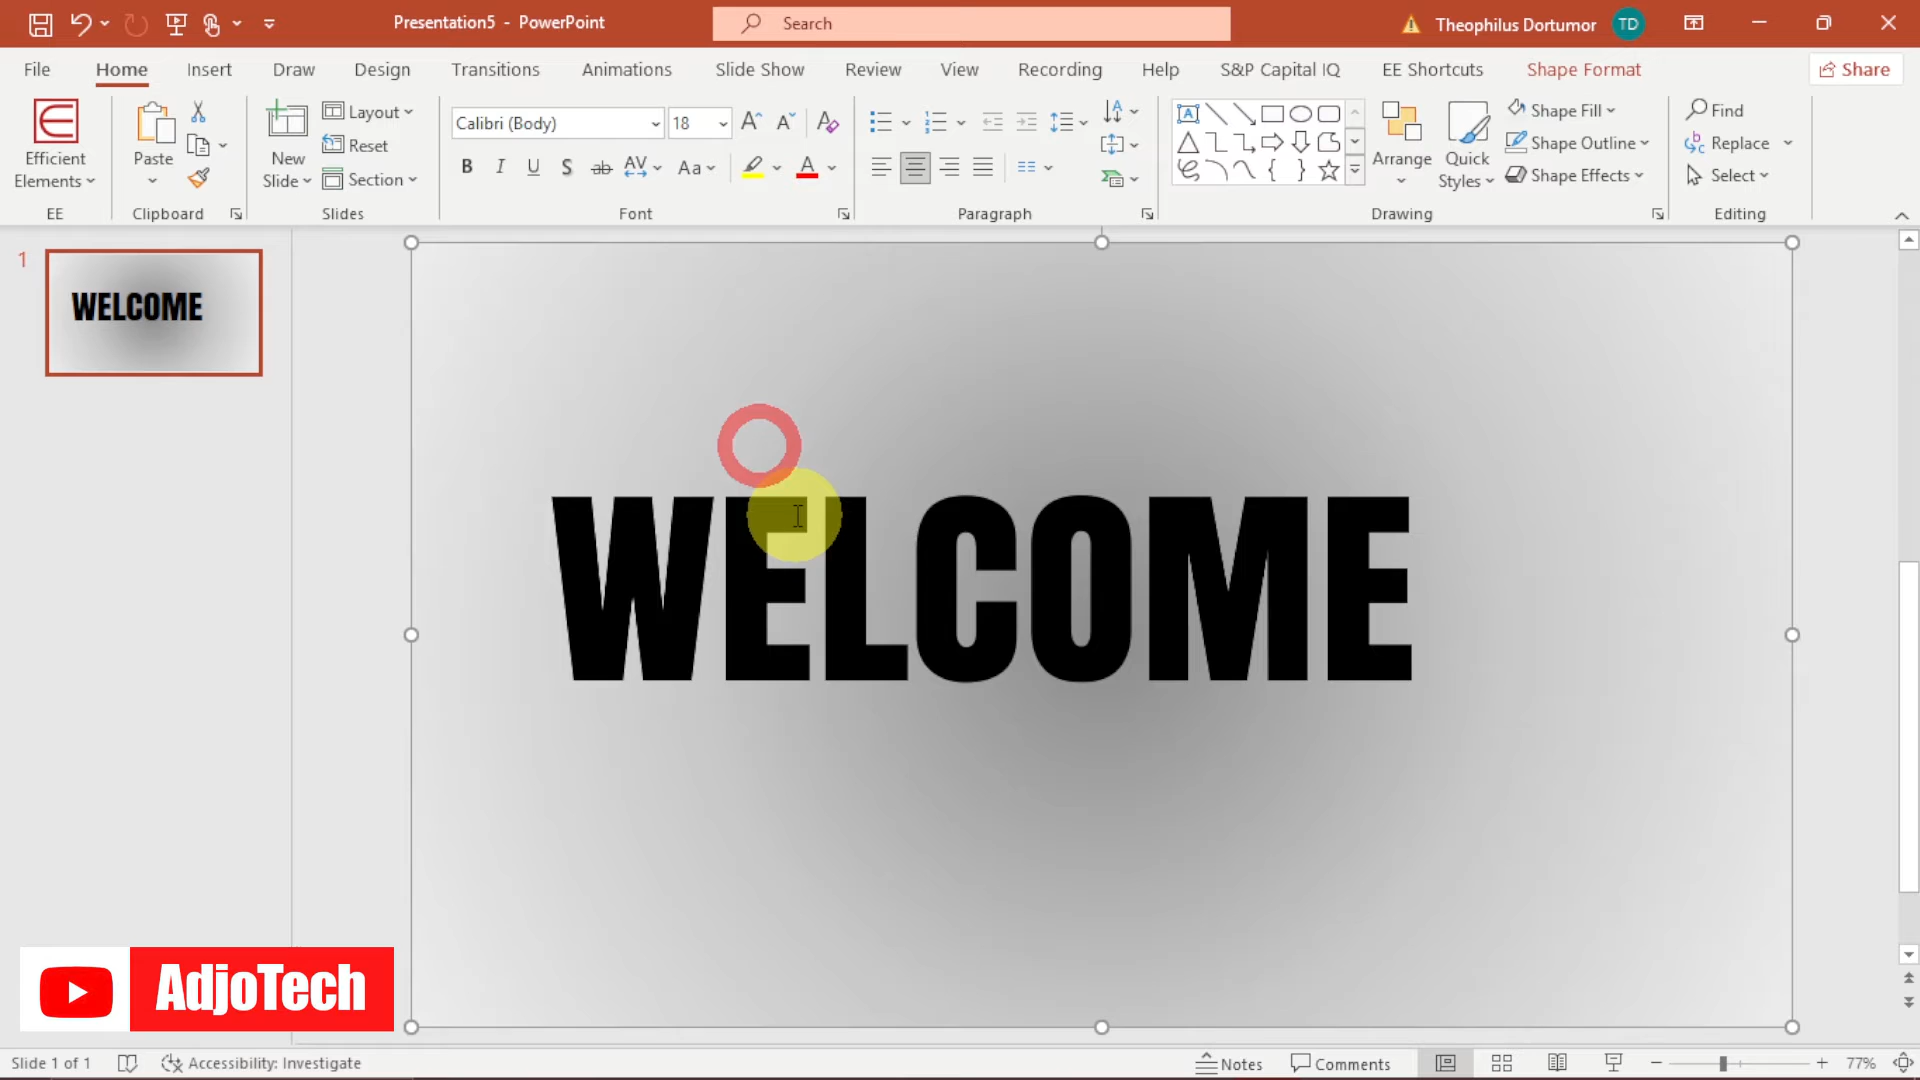 Presentation5 - PowerPoint
Search
Theophilus Dortumor
TD
File
Home
Insert
Draw
Design
Transitions
Animations
Slide Show
Review
View
Recording
Help
S&P Capital IQ
EE Shortcuts
Shape Format
Share
Efficient
Elements
EE
Paste
Clipboard
New
Slide
Layout
Reset
Section
Slides
Calibri (Body)
18
B I U S ab AV Aa A
Font
Paragraph
Arrange
Quick
Styles
Shape Fill
Shape Outline
Shape Effects
Drawing
Find
Replace
Select
Editing
1
WELCOME
WELCOME
AdjoTech
Slide 1 of 1
Accessibility: Investigate
Notes
Comments
77%